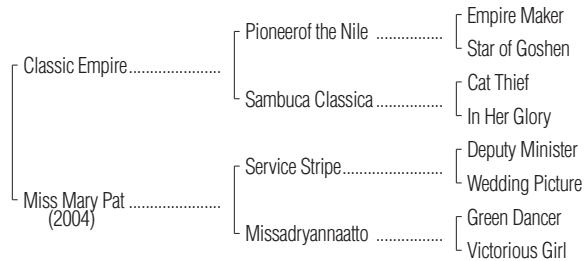 Empire Maker
Pioneerof the Nile ................
Star of Goshen
Classic Empire......................
Cat Thief
Sambuca Classica ................
In Her Glory
Deputy Minister
Service Stripe........................
Wedding Picture
Miss Mary Pat ......................
(2004)
Green Dancer
Missadryannaatto ................
Victorious Girl